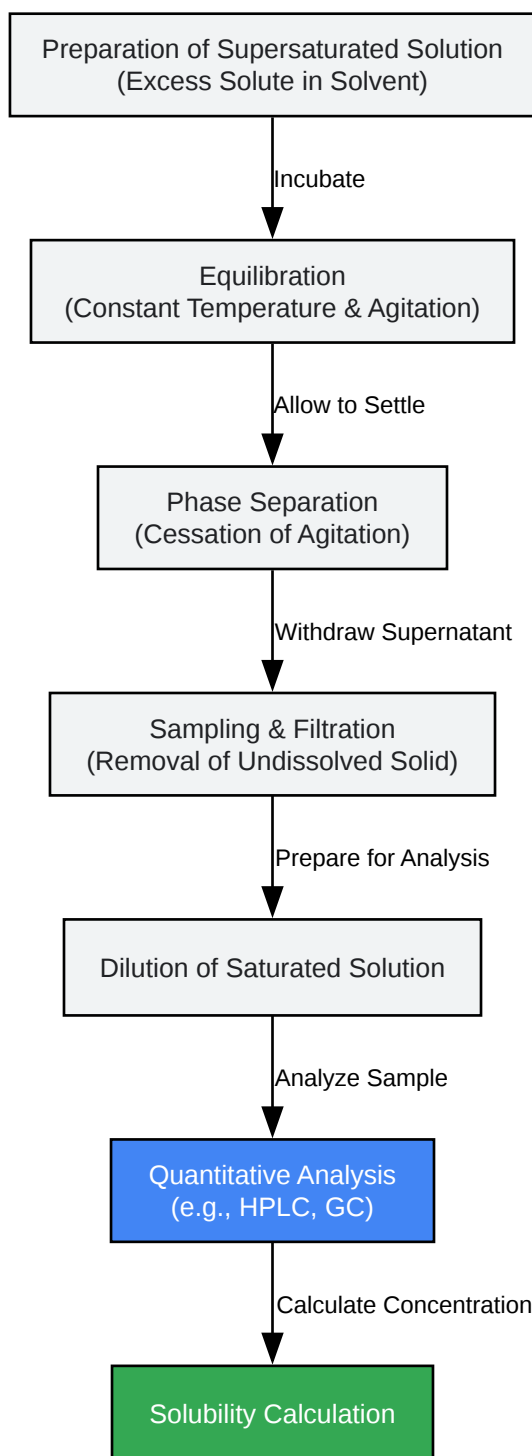 Preparation of Supersaturated Solution
(Excess Solute in Solvent)
Incubate
Equilibration
(Constant Temperature & Agitation)
Allow to Settle
Phase Separation
(Cessation of Agitation)
Withdraw Supernatant
Sampling & Filtration
(Removal of Undissolved Solid)
Prepare for Analysis
Dilution of Saturated Solution
Analyze Sample
Quantitative Analysis
(e.g., HPLC, GC)
Calculate Concentration
Solubility Calculation